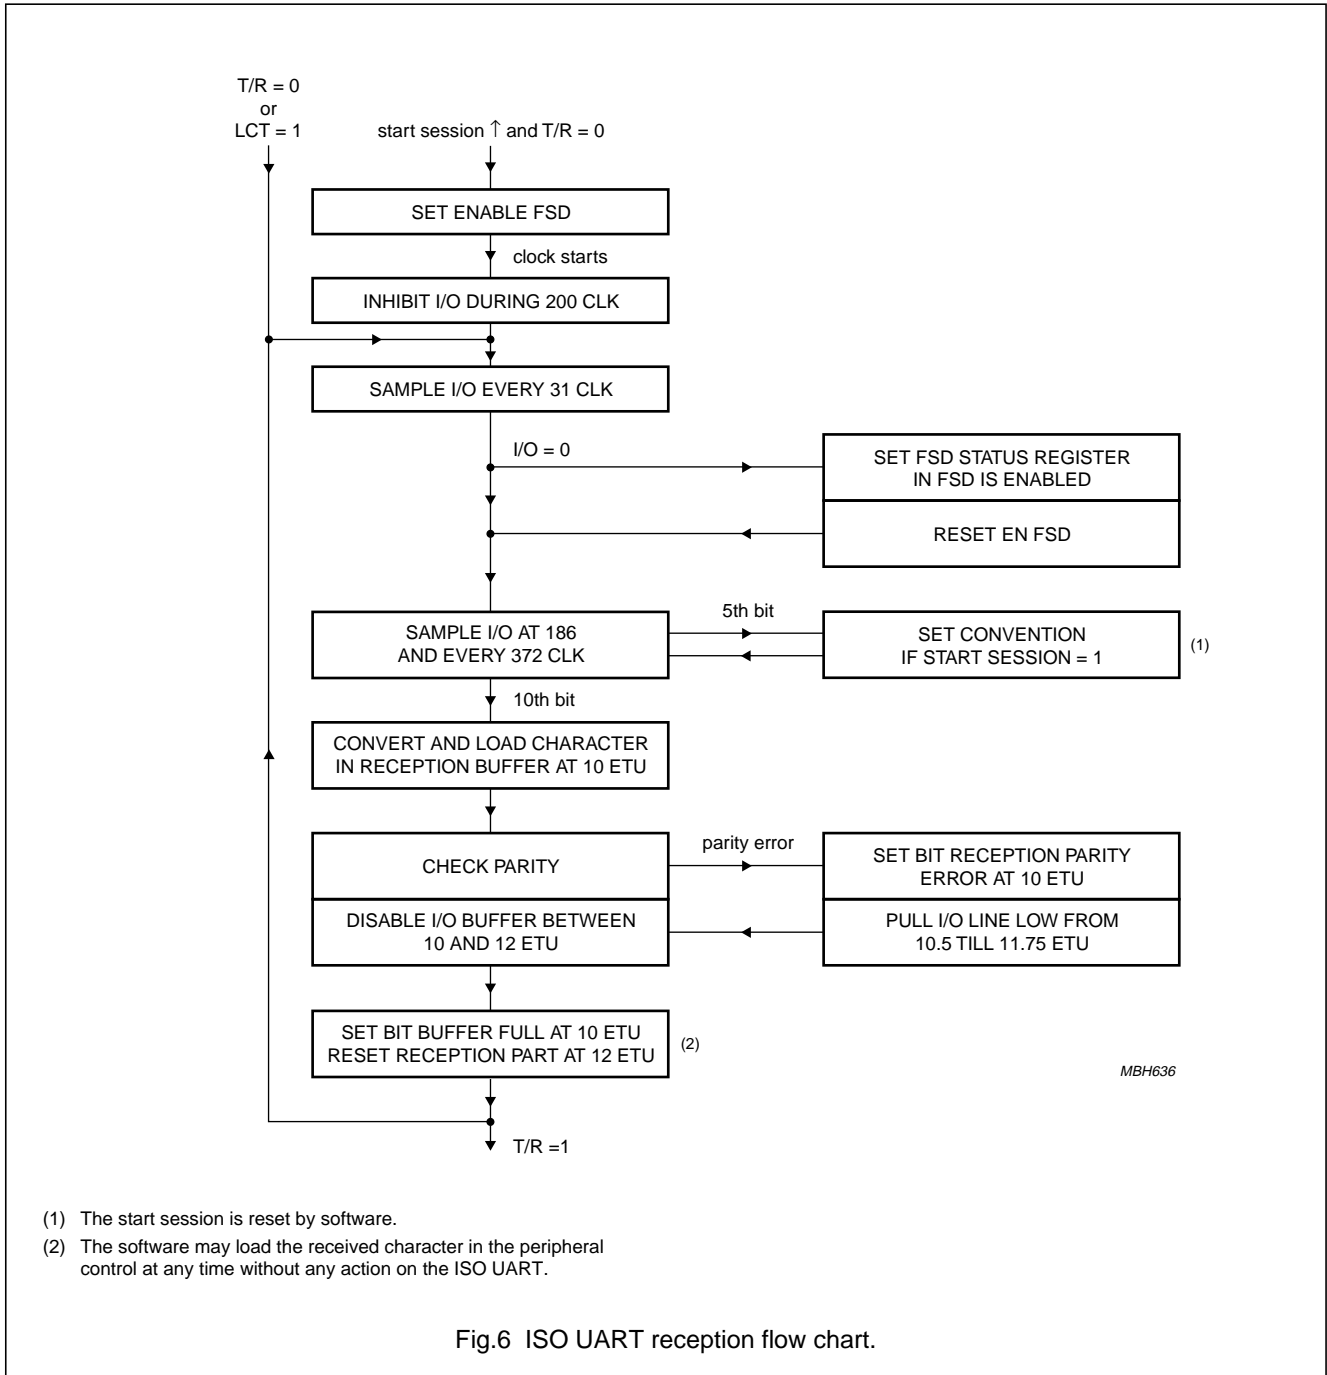 T/R = 0
or
LCT = 1
start session ↑ and T/R = 0
SET ENABLE FSD
clock starts
INHIBIT I/O DURING 200 CLK
SAMPLE I/O EVERY 31 CLK
I/O = 0
SET FSD STATUS REGISTER
IN FSD IS ENABLED
RESET EN FSD
SAMPLE I/O AT 186
AND EVERY 372 CLK
5th bit
SET CONVENTION
IF START SESSION = 1
(1)
10th bit
CONVERT AND LOAD CHARACTER
IN RECEPTION BUFFER AT 10 ETU
CHECK PARITY
parity error
SET BIT RECEPTION PARITY
ERROR AT 10 ETU
DISABLE I/O BUFFER BETWEEN
10 AND 12 ETU
PULL I/O LINE LOW FROM
10.5 TILL 11.75 ETU
SET BIT BUFFER FULL AT 10 ETU
RESET RECEPTION PART AT 12 ETU
(2)
MBH636
T/R =1
(1) The start session is reset by software.
(2) The software may load the received character in the peripheral
control at any time without any action on the ISO UART.
Fig.6 ISO UART reception flow chart.